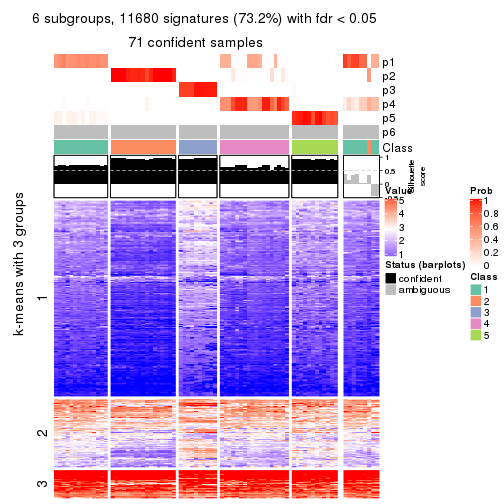 6 subgroups, 11680 signatures (73.2%) with fdr < 0.05
71 confident samples
p1
p2
p3
p4
p5
p6
Class
1
0.5
0
Silhouette
score
k-means with 3 groups
1
2
3
Value
5
4
3
2
1
Status (barplots)
confident
ambiguous
Prob
1
0.8
0.6
0.4
0.2
0
Class
1
2
3
4
5